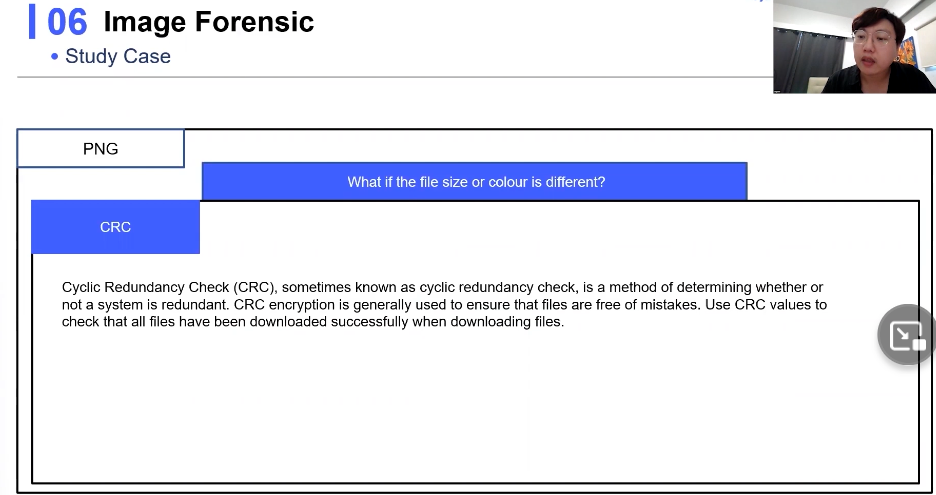 06 Image Forensic
• Study Case
PNG
What if the file size or colour is different?
CRC
Cyclic Redundancy Check (CRC), sometimes known as cyclic redundancy check, is a method of determining whether or
not a system is redundant. CRC encryption is generally used to ensure that files are free of mistakes. Use CRC values to
check that all files have been downloaded successfully when downloading files.